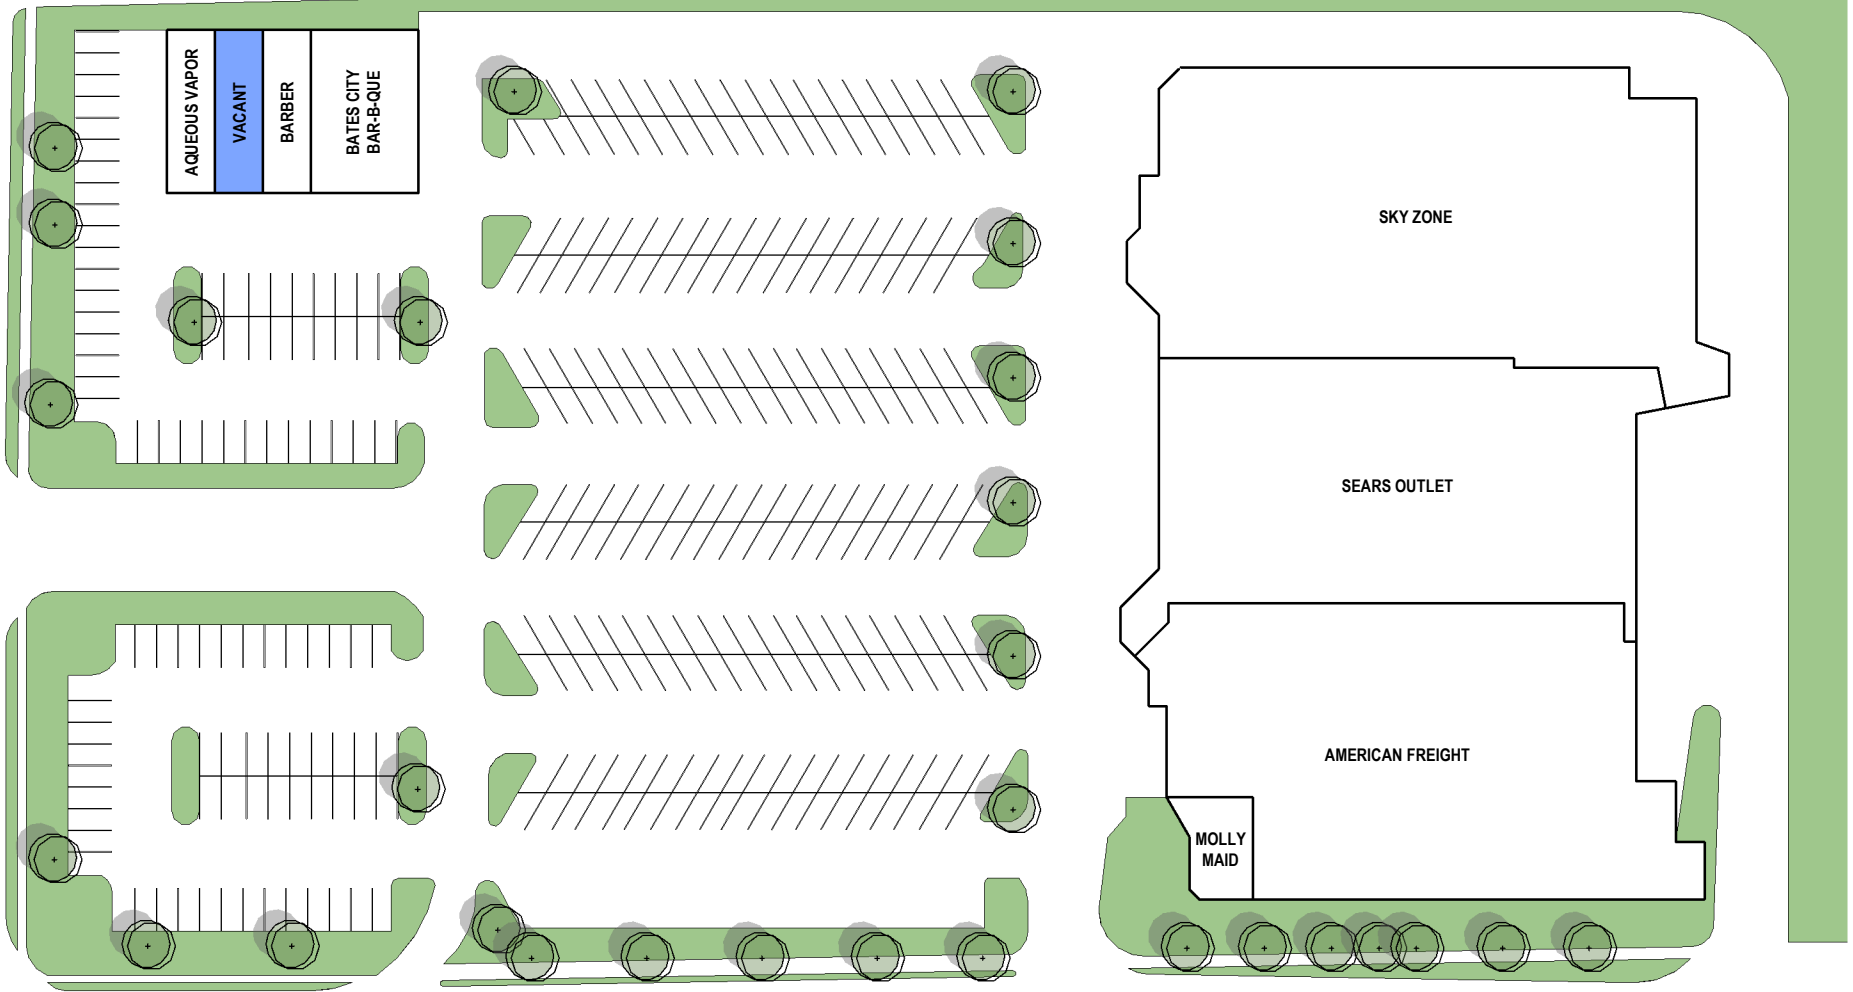 AQUEOUS VAPOR
VACANT
BARBER
BATES CITY
BAR-B-QUE
SKY ZONE
SEARS OUTLET
AMERICAN FREIGHT
MOLLY
MAID